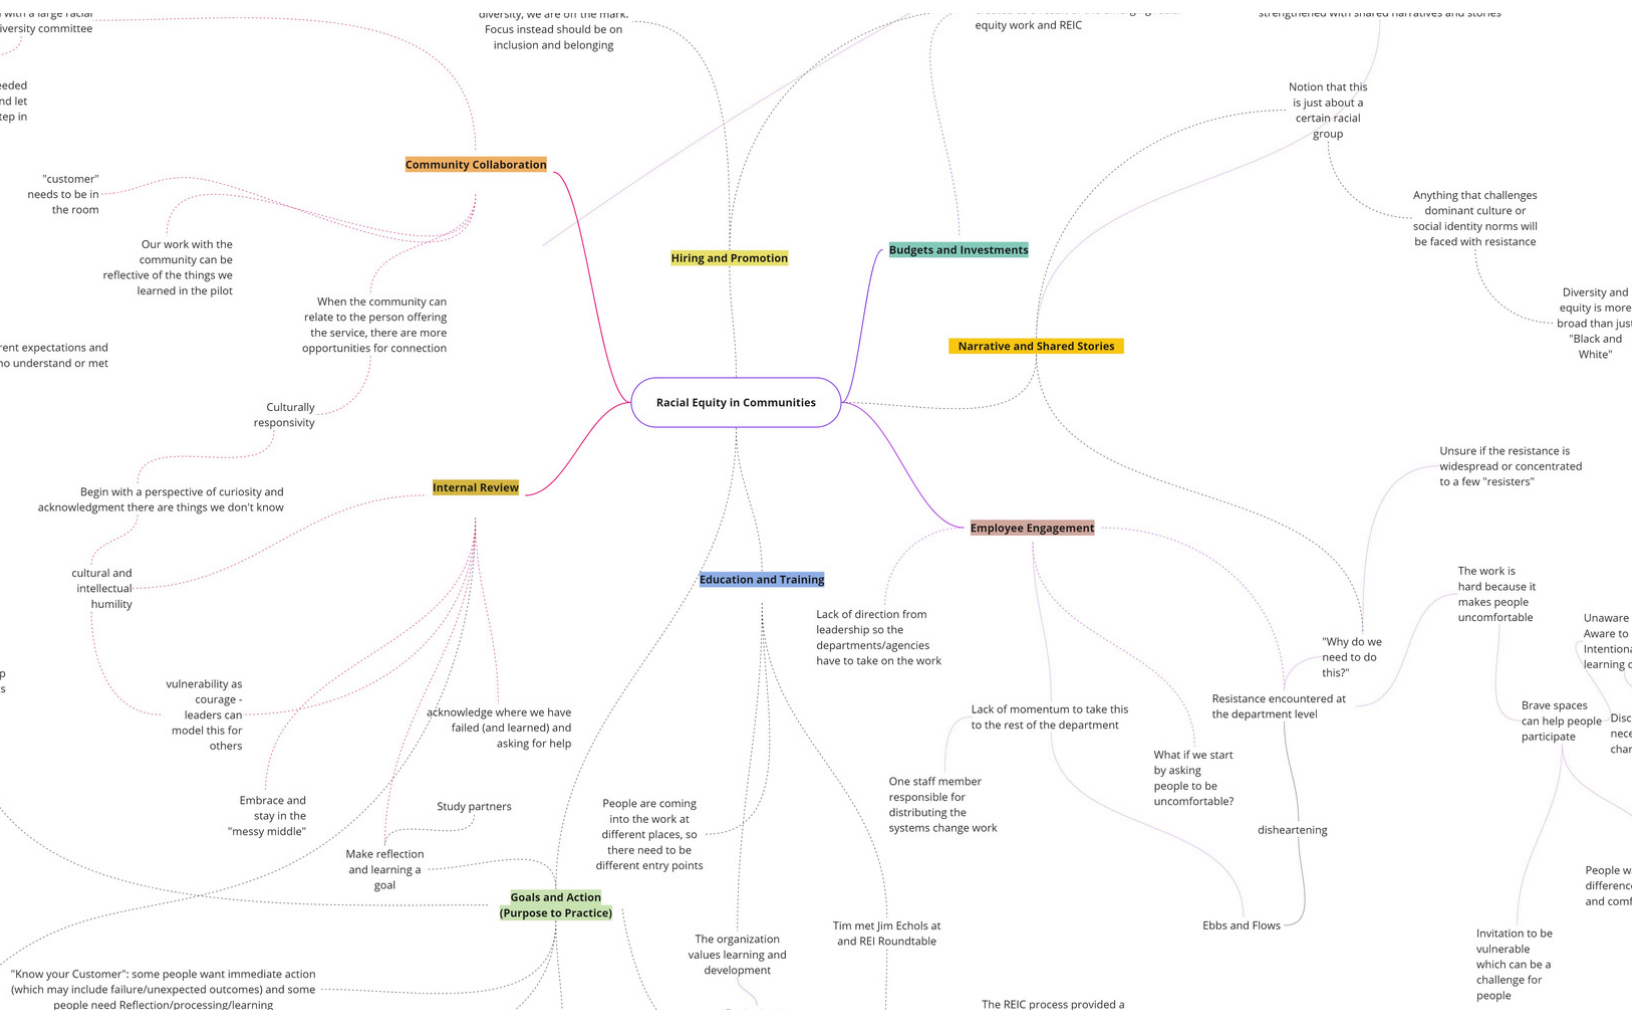 with a large racial
diversity committee
eeded
nd let
tep in
"customer"
needs to be in
the room
Our work with the
community can be
reflective of the things we
learned in the pilot
rent expectations and
no understand or met
Community Collaboration
When the community can
relate to the person offering
the service, there are more
opportunities for connection
Culturally
responsivity
Begin with a perspective of curiosity and
acknowledgment there are things we don't know
cultural and
intellectual
humility
vulnerability as
courage -
leaders can
model this for
others
diversity, we are off the mark.
Focus instead should be on
inclusion and belonging
Hiring and Promotion
equity work and REIC
Budgets and Investments
strengthened with shared narratives and stories
Notion that this
is just about a
certain racial
group
Anything that challenges
dominant culture or
social identity norms will
be faced with resistance
Diversity and
equity is more
broad than just
"Black and
White"
Narrative and Shared Stories
Racial Equity in Communities
Internal Review
acknowledge where we have
failed (and learned) and
asking for help
Embrace and
stay in the
"messy middle"
Study partners
Make reflection
and learning a
goal
Education and Training
People are coming
into the work at
different places, so
there need to be
different entry points
Goals and Action
(Purpose to Practice)
"Know your Customer": some people want immediate action
(which may include failure/unexpected outcomes) and some
people need Reflection/processing/learning
The organization
values learning and
development
Tim met Jim Echols at
and REI Roundtable
The REIC process provided a
Employee Engagement
Lack of direction from
leadership so the
departments/agencies
have to take on the work
Lack of momentum to take this
to the rest of the department
One staff member
responsible for
distributing the
systems change work
What if we start
by asking
people to be
uncomfortable?
Resistance encountered at
the department level
"Why do we
need to do
this?"
Unsure if the resistance is
widespread or concentrated
to a few "resisters"
The work is
hard because it
makes people
uncomfortable
Brave spaces
can help people
participate
disheartening
Ebbs and Flows
Invitation to be
vulnerable
which can be a
challenge for
people
Unaware
Aware to
Intentiona
learning c
Disc
nece
chan
People wa
difference
and comf